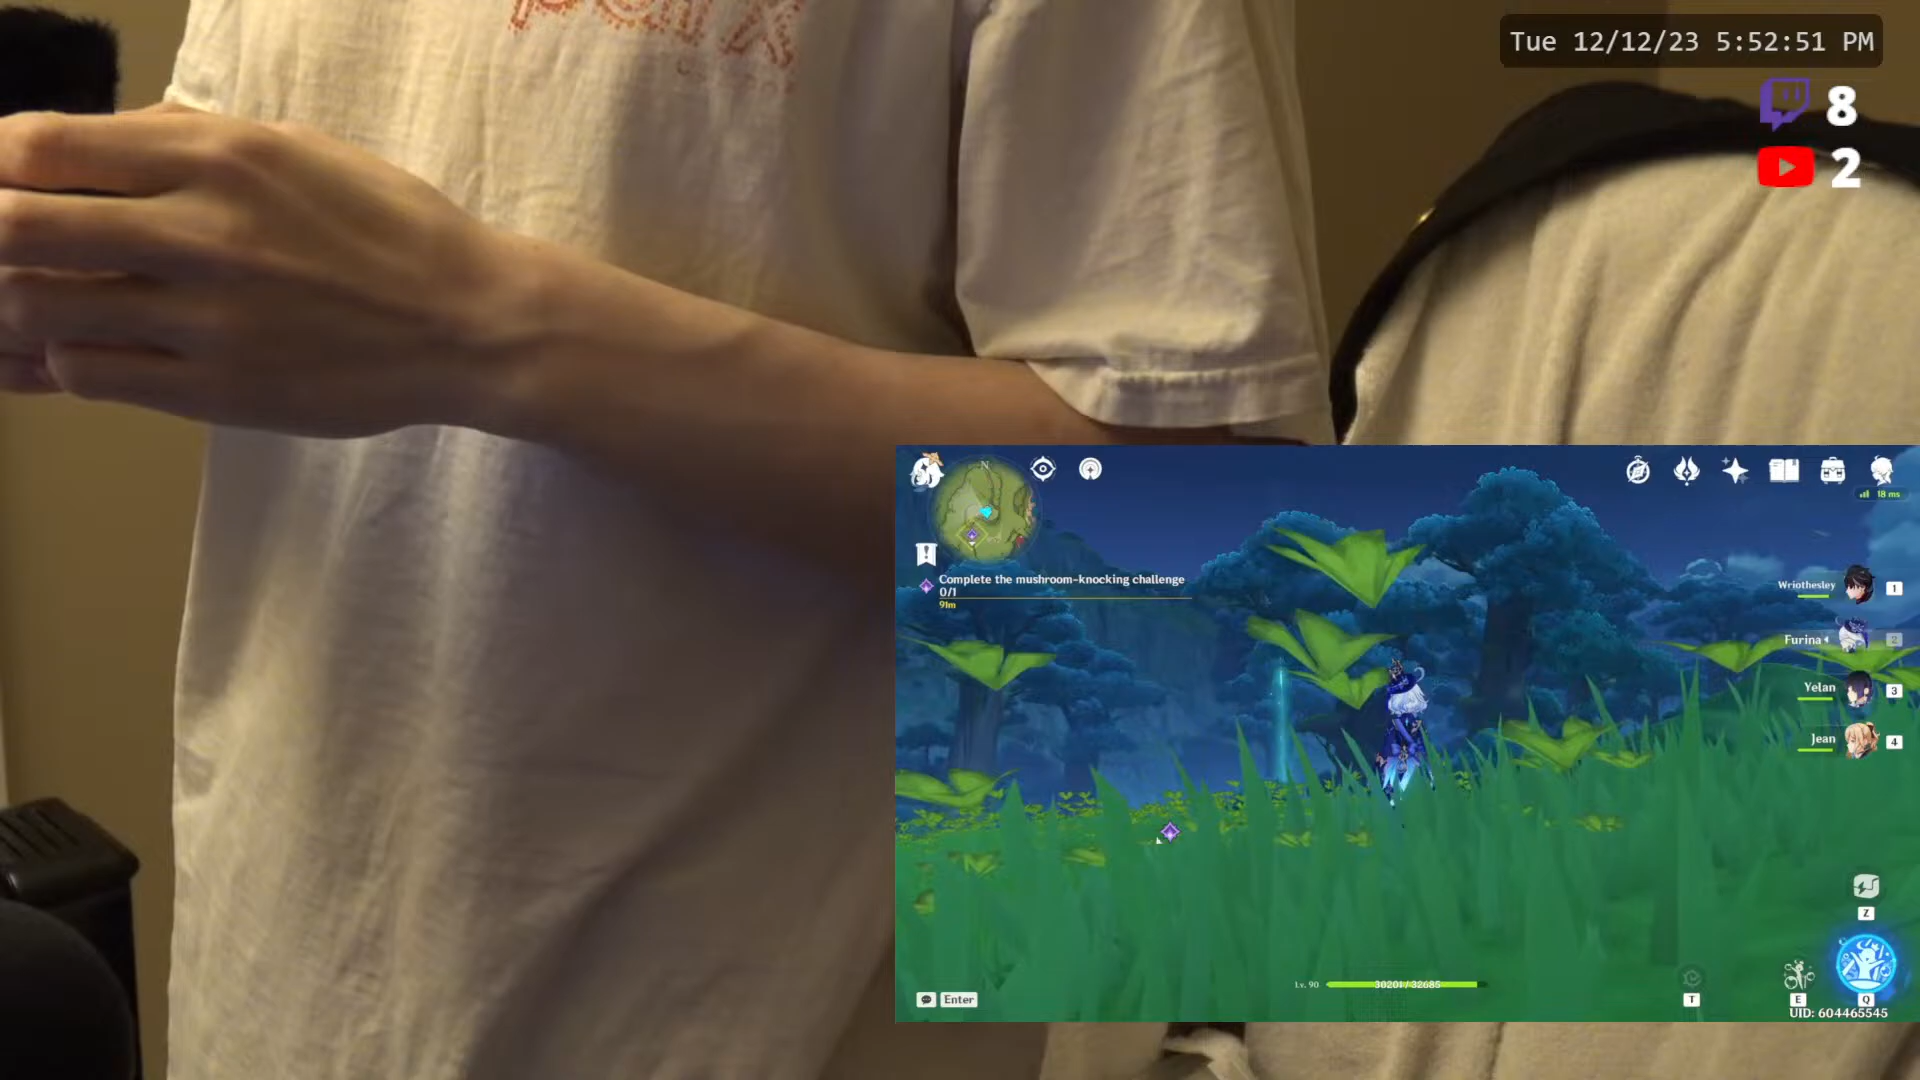 Tue 12/12/23 5:52:51 PM
8
2
N
18 ms
Complete the mushroom-knocking challenge
0/1
91m
Wriothesley
1
Furina
2
Yelan
3
Jean
4
Z
Lv. 90
30201/32685
Enter
T
E
Q
UID: 604465545